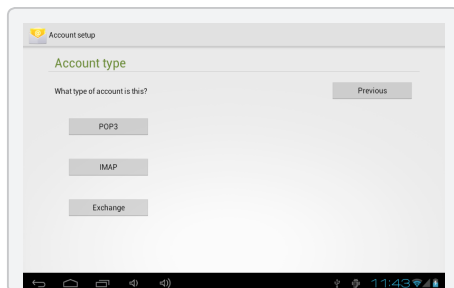 Account setup
Account type
What type of account is this?
Previous
POP3
IMAP
Exchange
11:43